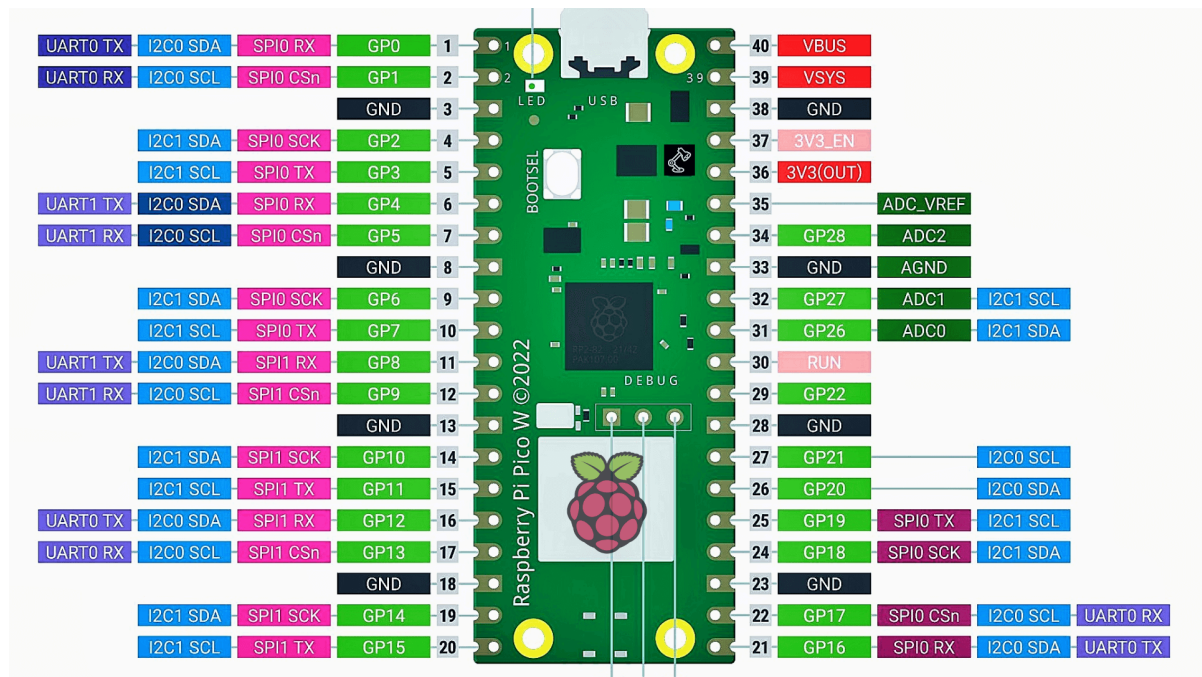 UART0 TX I2C0 SDA SPI0 RX GP0 1 1 40 VBUS
UART0 RX I2C0 SCL SPI0 CSn GP1 2 2 39 39 VSYS
LED USB
GND 3 38 GND
I2C1 SDA SPI0 SCK GP2 4 37 3V3_EN
I2C1 SCL SPI0 TX GP3 5 36 3V3(OUT)
BOOTSEL
UART1 TX I2C0 SDA SPI0 RX GP4 6 35 ADC_VREF
UART1 RX I2C0 SCL SPI0 CSn GP5 7 34 GP28 ADC2
GND 8 33 GND AGND
I2C1 SDA SPI0 SCK GP6 9 32 GP27 ADC1 I2C1 SCL
I2C1 SCL SPI0 TX GP7 10 31 GP26 ADC0 I2C1 SDA
UART1 TX I2C0 SDA SPI1 RX GP8 11 30 RUN
DEBUG
UART1 RX I2C0 SCL SPI1 CSn GP9 12 29 GP22
GND 13 28 GND
Raspberry Pi Pico W ©2022
I2C1 SDA SPI1 SCK GP10 14 27 GP21 I2C0 SCL
I2C1 SCL SPI1 TX GP11 15 26 GP20 I2C0 SDA
UART0 TX I2C0 SDA SPI1 RX GP12 16 25 GP19 SPI0 TX I2C1 SCL
UART0 RX I2C0 SCL SPI1 CSn GP13 17 24 GP18 SPI0 SCK I2C1 SDA
GND 18 23 GND
I2C1 SDA SPI1 SCK GP14 19 22 GP17 SPI0 CSn I2C0 SCL UART0 RX
I2C1 SCL SPI1 TX GP15 20 21 GP16 SPI0 RX I2C0 SDA UART0 TX